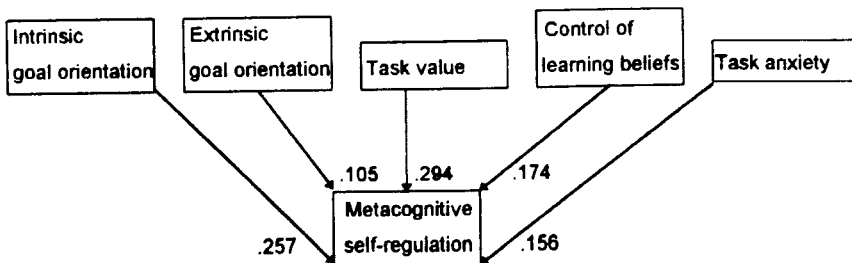 Intrinsic
goal orientation
Extrinsic
goal orientation
Task value
Control of
learning beliefs
Task anxiety
.105
.294
.174
Metacognitive
self-regulation
.257
.156